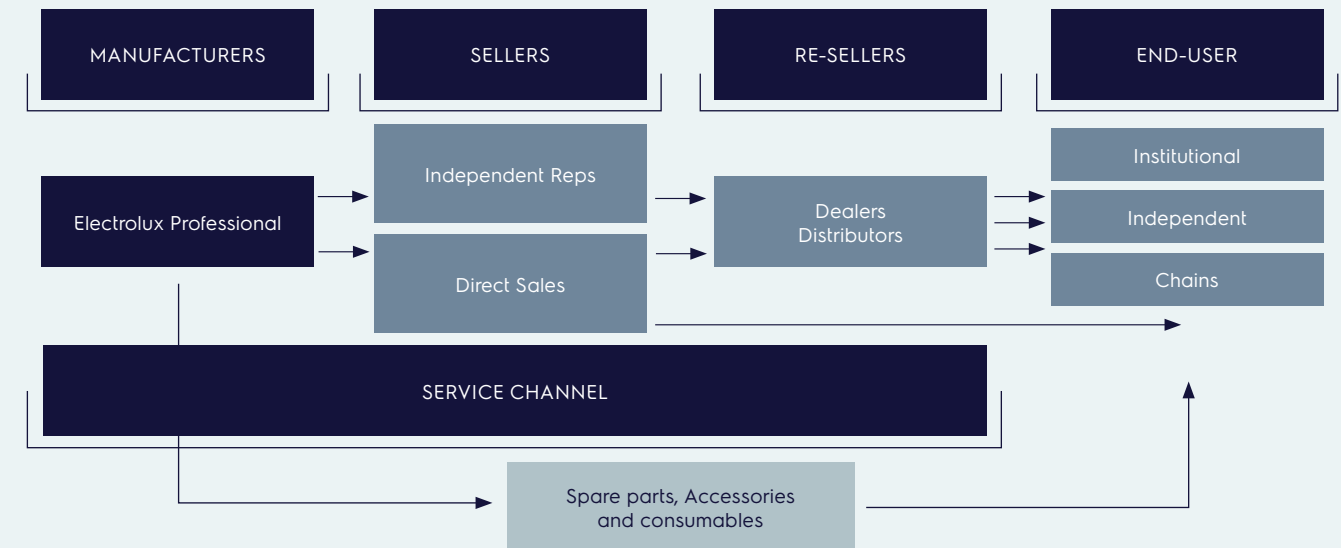 MANUFACTURERS
SELLERS
RE-SELLERS
END-USER
Electrolux Professional
Independent Reps
Direct Sales
Dealers
Distributors
Institutional
Independent
Chains
SERVICE CHANNEL
Spare parts, Accessories
and consumables